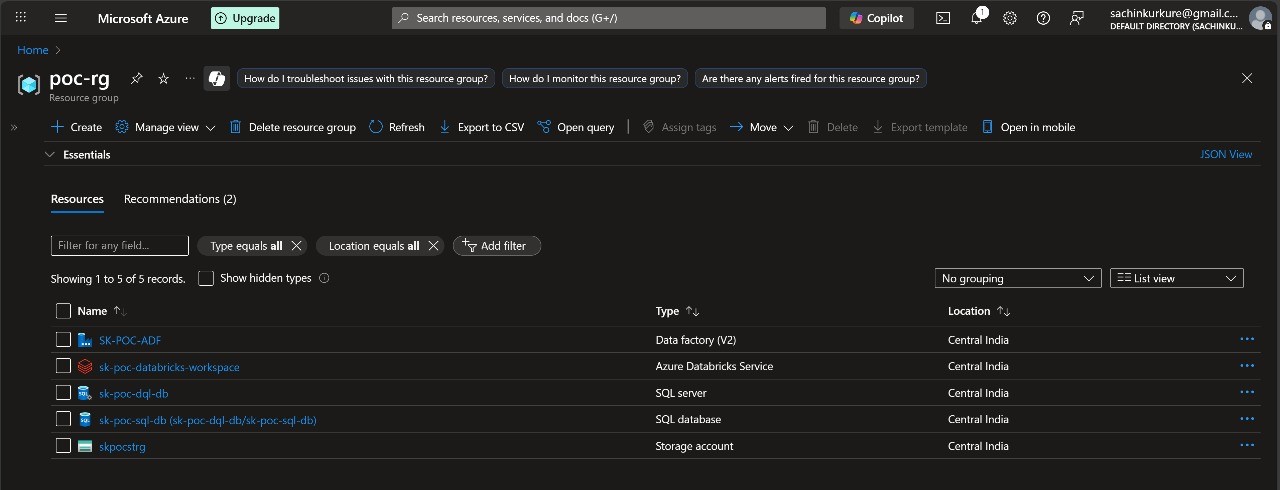 Microsoft Azure
Upgrade
Search resources, services, and docs (G+/)
Copilot
1
sachinkurkure@gmail.c...
DEFAULT DIRECTORY (SACHINKU...
Home >
poc-rg
Resource group
How do I troubleshoot issues with this resource group?
How do I monitor this resource group?
Are there any alerts fired for this resource group?
Create
Manage view
Delete resource group
Refresh
Export to CSV
Open query
Assign tags
Move
Delete
Export template
Open in mobile
Essentials
JSON View
Resources
Recommendations (2)
Filter for any field...
Type equals all
Location equals all
Add filter
Showing 1 to 5 of 5 records.
Show hidden types
No grouping
List view
Name
Type
Location
SK-POC-ADF
Data factory (V2)
Central India
sk-poc-databricks-workspace
Azure Databricks Service
Central India
sk-poc-dql-db
SQL server
Central India
sk-poc-sql-db (sk-poc-dql-db/sk-poc-sql-db)
SQL database
Central India
skpocstrg
Storage account
Central India